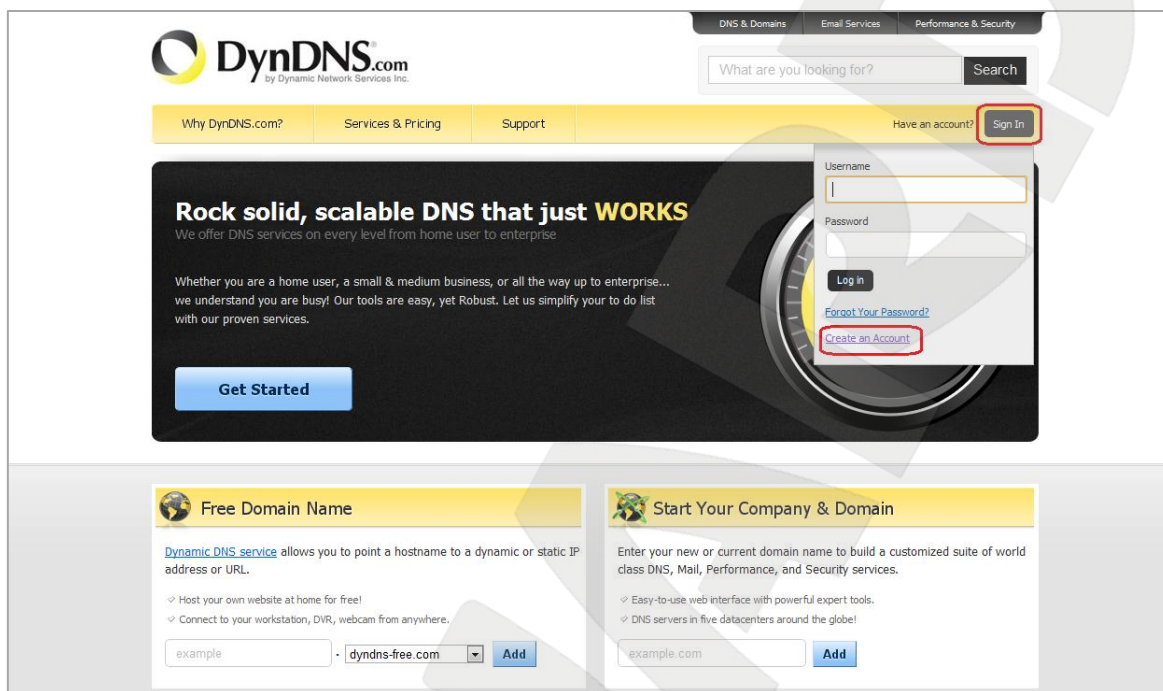 DNS & Domains Email Services Performance & Security
DynDNS.com
by Dynamic Network Services Inc.
What are you looking for? Search
Why DynDNS.com? Services & Pricing Support Have an account? Sign In
Username
Rock solid, scalable DNS that just WORKS
We offer DNS services on every level from home user to enterprise
Password
Whether you are a home user, a small & medium business, or all the way up to enterprise...
we understand you are busy! Our tools are easy, yet Robust. Let us simplify your to do list
with our proven services.
Log in
Forgot Your Password?
Create an Account
Get Started
Free Domain Name
Dynamic DNS service allows you to point a hostname to a dynamic or static IP
address or URL.
Host your own website at home for free!
Connect to your workstation, DVR, webcam from anywhere.
example . dyndns-free.com Add
Start Your Company & Domain
Enter your new or current domain name to build a customized suite of world
class DNS, Mail, Performance, and Security services.
Easy-to-use web interface with powerful expert tools.
DNS servers in five datacenters around the globe!
example.com Add